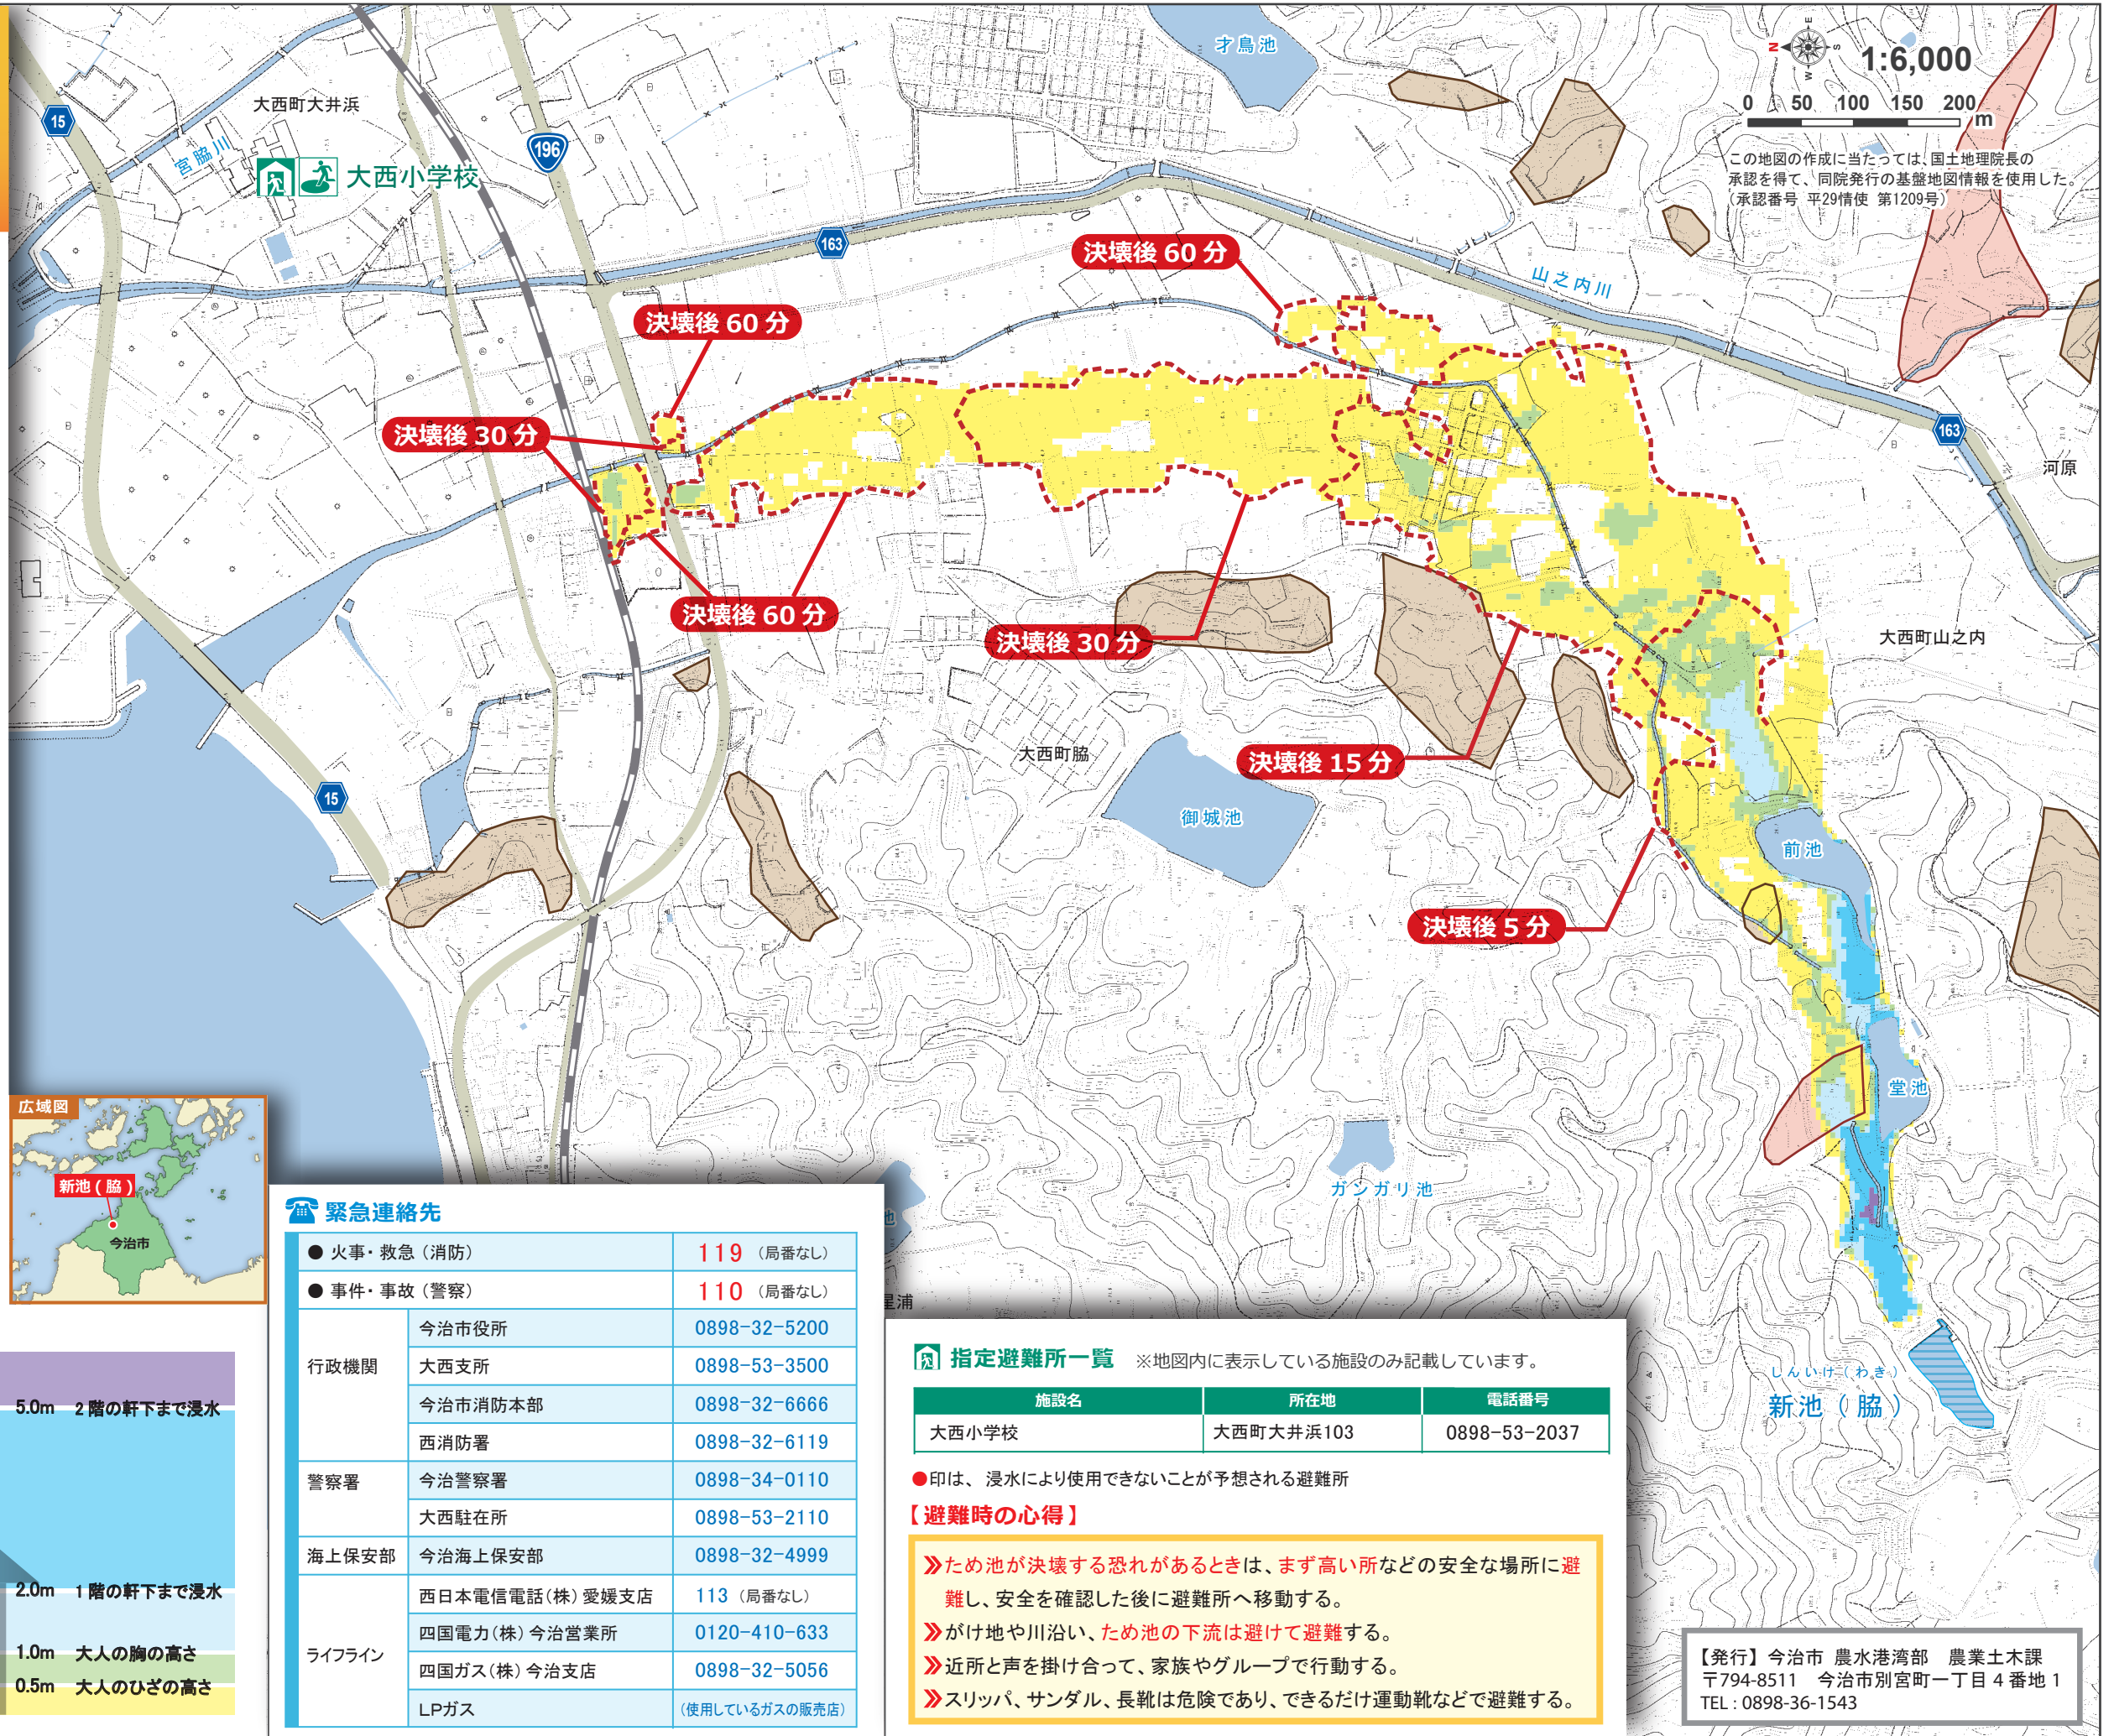 才鳥池
N
E
S
W
1:6,000
0 50 100 150 200
m
この地図の作成に当たっては、国土地理院長の
承認を得て、同院発行の基盤地図情報を使用した。
(承認番号 平29情使 第1209号)
大西町大井浜
15
宮脇川
196
大西小学校
163
決壊後 60 分
山之内川
決壊後 60 分
決壊後 30 分
163
河原
決壊後 60 分
決壊後 30 分
大西町山之内
大西町脇
決壊後 15 分
15
御城池
前池
決壊後 5 分
堂池
広域図
新池(脇)
今治市
ガンガリ池
池
星浦
しんいけ(わき)
新池(脇)
5.0m 2階の軒下まで浸水
2.0m 1階の軒下まで浸水
1.0m 大人の胸の高さ
0.5m 大人のひざの高さ
緊急連絡先
● 火事・救急(消防) 119 (局番なし)
● 事件・事故(警察) 110 (局番なし)
行政機関
今治市役所 0898-32-5200
大西支所 0898-53-3500
今治市消防本部 0898-32-6666
西消防署 0898-32-6119
警察署
今治警察署 0898-34-0110
大西駐在所 0898-53-2110
海上保安部 今治海上保安部 0898-32-4999
ライフライン
西日本電信電話(株)愛媛支店 113 (局番なし)
四国電力(株)今治営業所 0120-410-633
四国ガス(株)今治支店 0898-32-5056
LPガス (使用しているガスの販売店)
指定避難所一覧 ※地図内に表示している施設のみ記載しています。
施設名 所在地 電話番号
大西小学校 大西町大井浜103 0898-53-2037
●印は、浸水により使用できないことが予想される避難所
【避難時の心得】
≫ため池が決壊する恐れがあるときは、まず高い所などの安全な場所に避
難し、安全を確認した後に避難所へ移動する。
≫がけ地や川沿い、ため池の下流は避けて避難する。
≫近所と声を掛け合って、家族やグループで行動する。
≫スリッパ、サンダル、長靴は危険であり、できるだけ運動靴などで避難する。
【発行】今治市 農水港湾部 農業土木課
〒794-8511 今治市別宮町一丁目4番地1
TEL:0898-36-1543